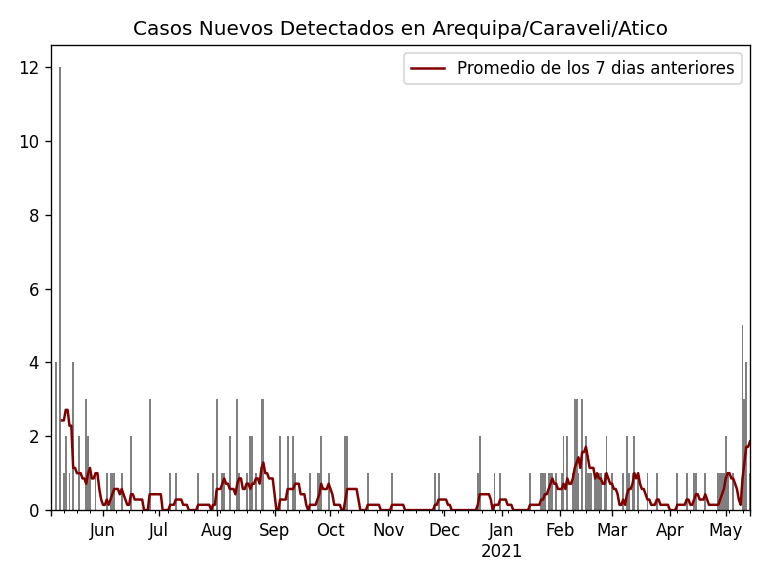 Casos Nuevos Detectados en Arequipa/Caraveli/Atico
Promedio de los 7 dias anteriores
12
10
8
6
4
2
0
Jun Jul Aug Sep Oct Nov Dec Jan Feb Mar Apr May
2021